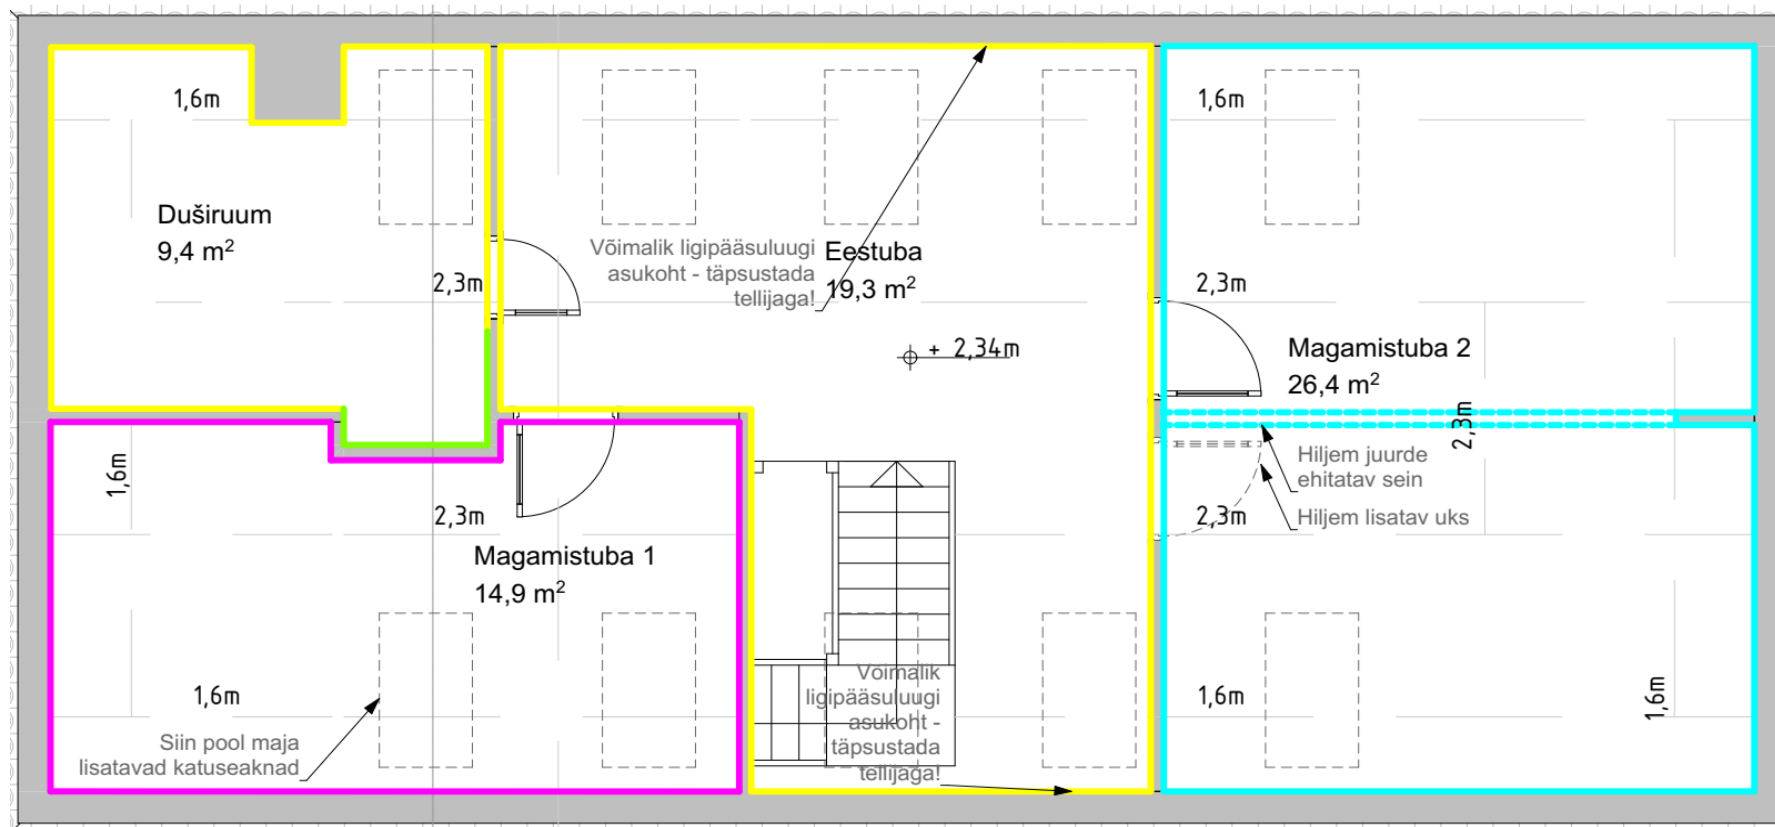 1,6m
1,6m
Duširuum
9,4 m²
Võimalik ligipääsuluugi
asukoht - täpsustada
tellijaga!
Eestuba
19,3 m²
2,3m
2,3m
+ 2,34m
Magamistuba 2
26,4 m²
2,3m
1,6m
Hiljem juurde
ehitatav sein
2,3m
2,3m
Hiljem lisatav uks
Magamistuba 1
14,9 m²
1,6m
Võimalik
ligipääsuluugi
asukoht -
täpsustada
tellijaga!
1,6m
1,6m
Siin pool maja
lisatavad katuseaknad